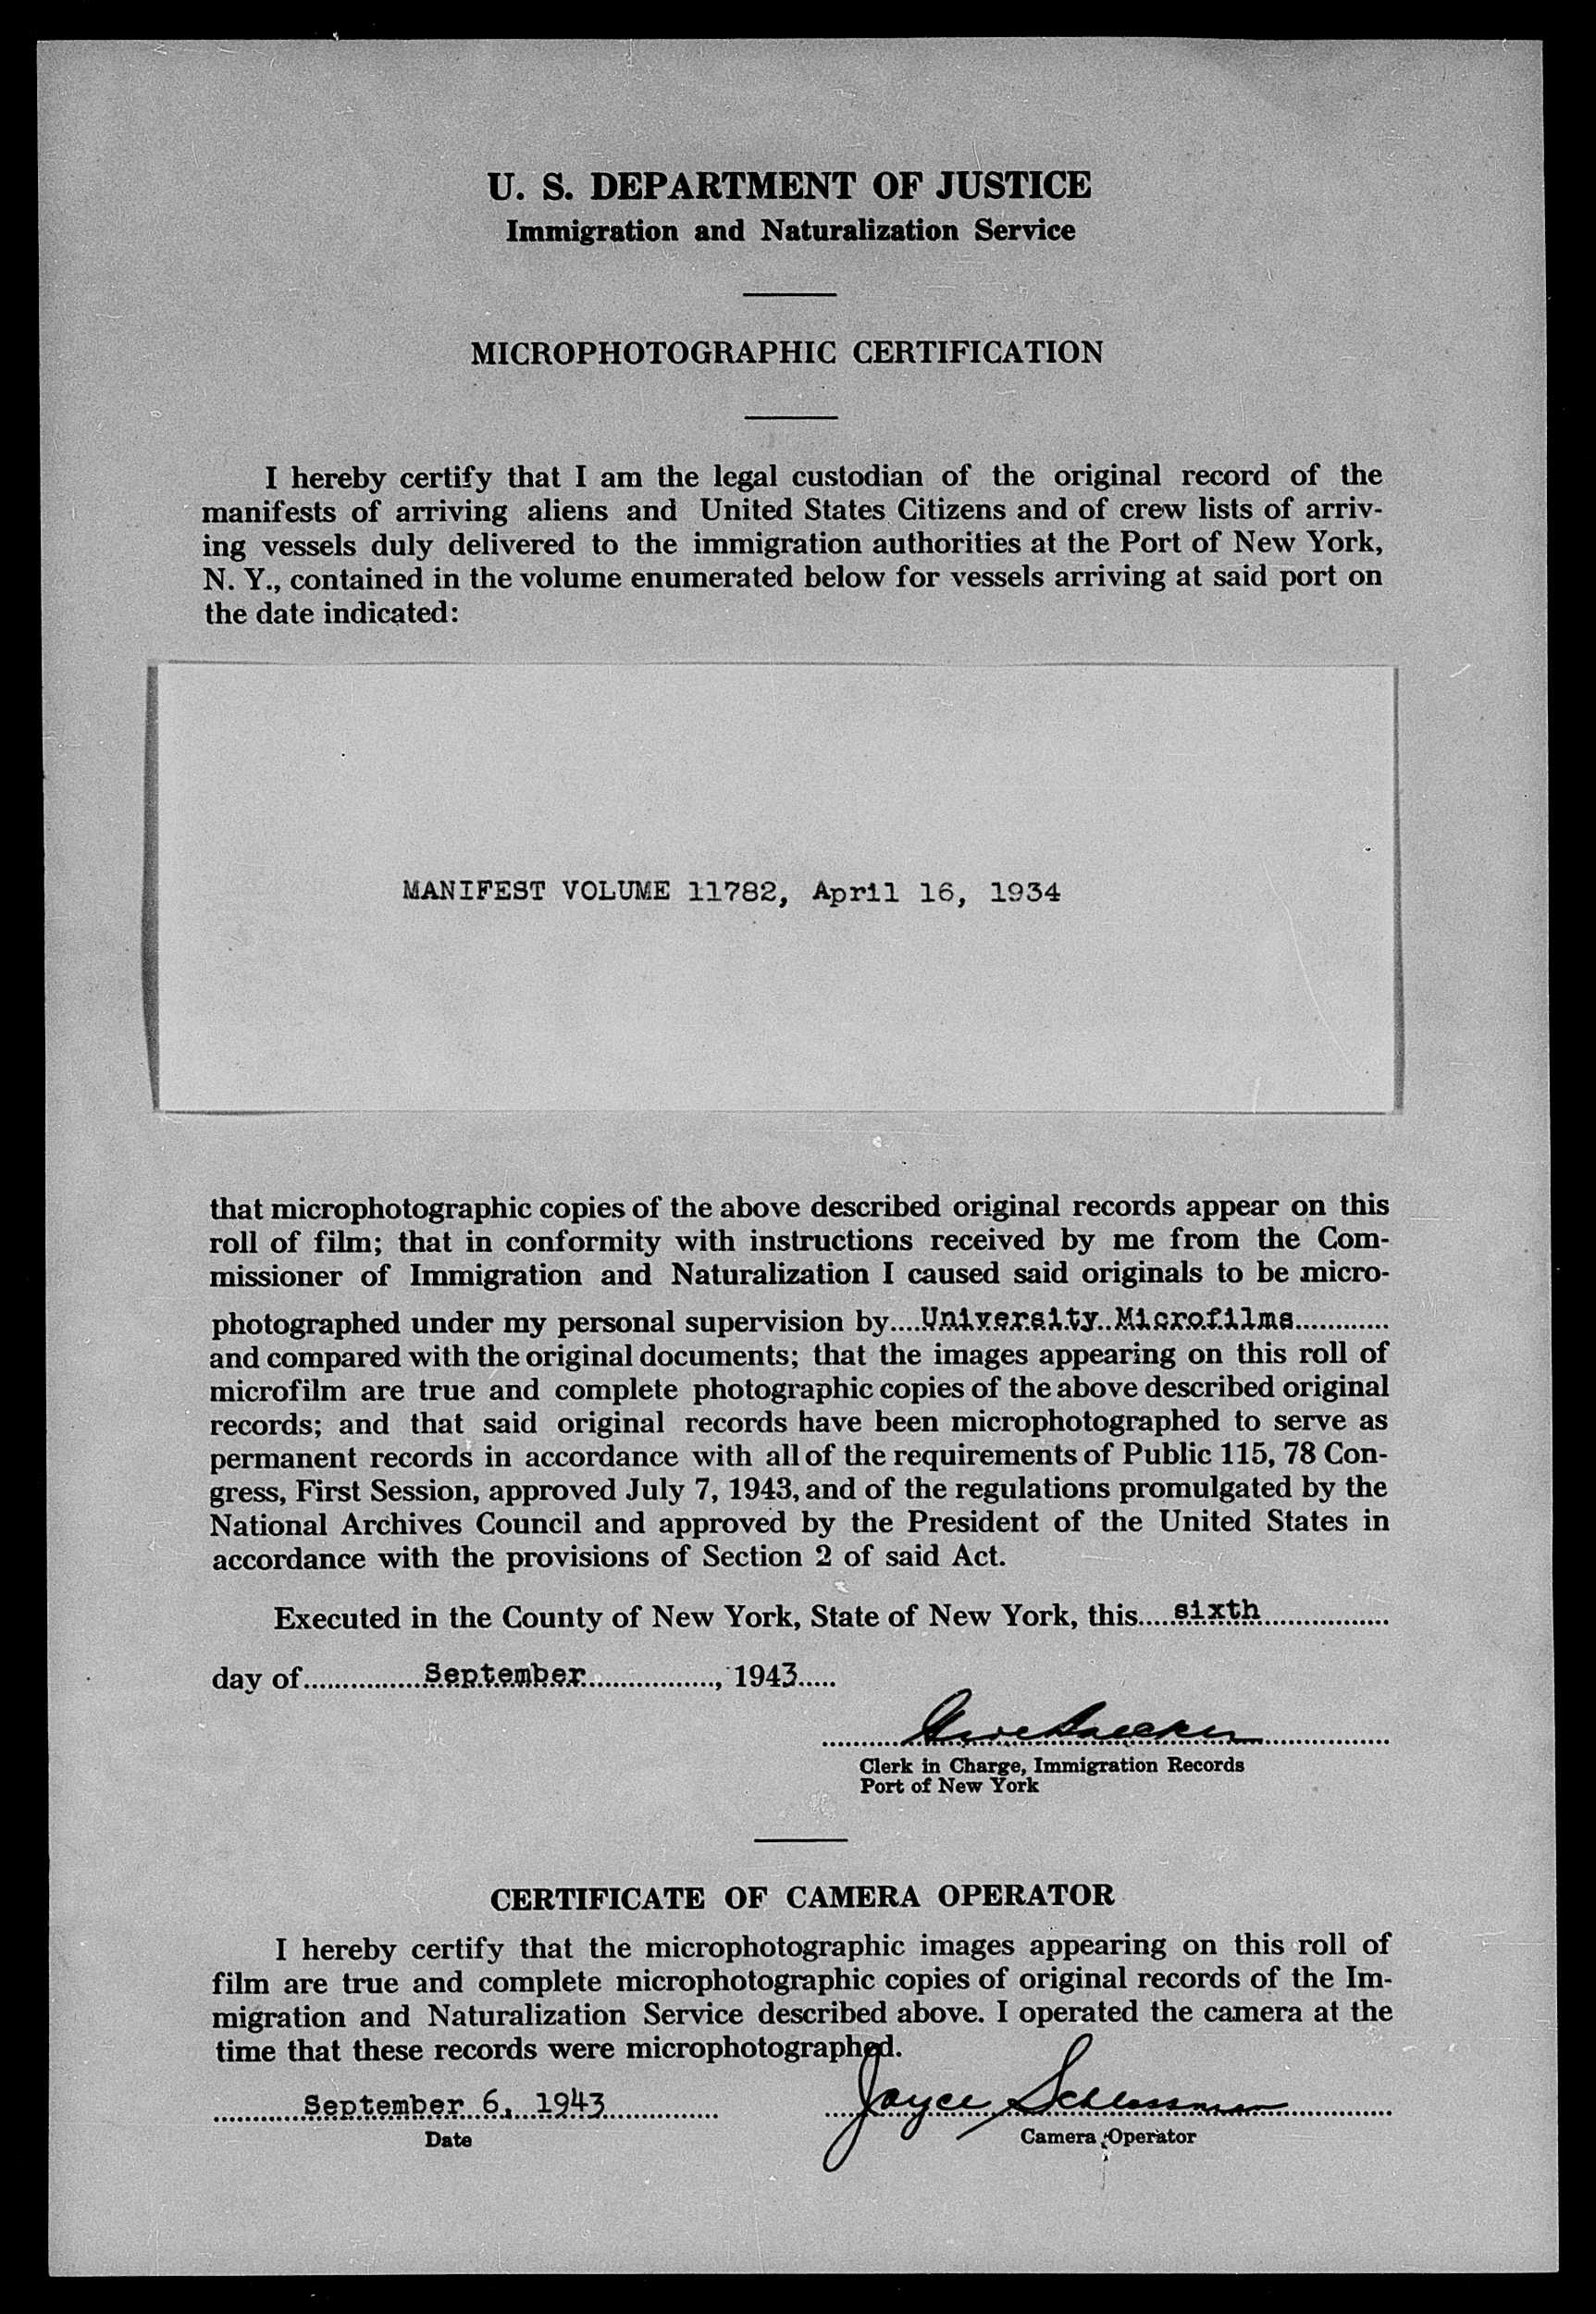 U. S. DEPARTMENT OF JUSTICE
Immigration and Naturalization Service
MICROPHOTOGRAPHIC CERTIFICATION
I hereby certify that I am the legal custodian of the original record of the
manifests of arriving aliens and United States Citizens and of crew lists of arriv-
ing vessels duly delivered to the immigration authorities at the Port of New York,
N. Y., contained in the volume enumerated below for vessels arriving at said port on
the date indicated:
MANIFEST VOLUME 11782, April 16, 1934
that microphotographic copies of the above described original records appear on this
roll of film; that in conformity with instructions received by me from the Com-
missioner of Immigration and Naturalization I caused said originals to be micro-
photographed under my personal supervision by....University Microfilms............
and compared with the original documents; that the images appearing on this roll of
microfilm are true and complete photographic copies of the above described original
records; and that said original records have been microphotographed to serve as
permanent records in accordance with all of the requirements of Public 115, 78 Con-
gress, First Session, approved July 7, 1943, and of the regulations promulgated by the
National Archives Council and approved by the President of the United States in
accordance with the provisions of Section 2 of said Act.
Executed in the County of New York, State of New York, this.....sixth.................
day of................September................., 1943.....
Clerk in Charge, Immigration Records
Port of New York
CERTIFICATE OF CAMERA OPERATOR
I hereby certify that the microphotographic images appearing on this roll of
film are true and complete microphotographic copies of original records of the Im-
migration and Naturalization Service described above. I operated the camera at the
time that these records were microphotographed.
September 6, 1943 Joyce Schlossman
Date Camera Operator